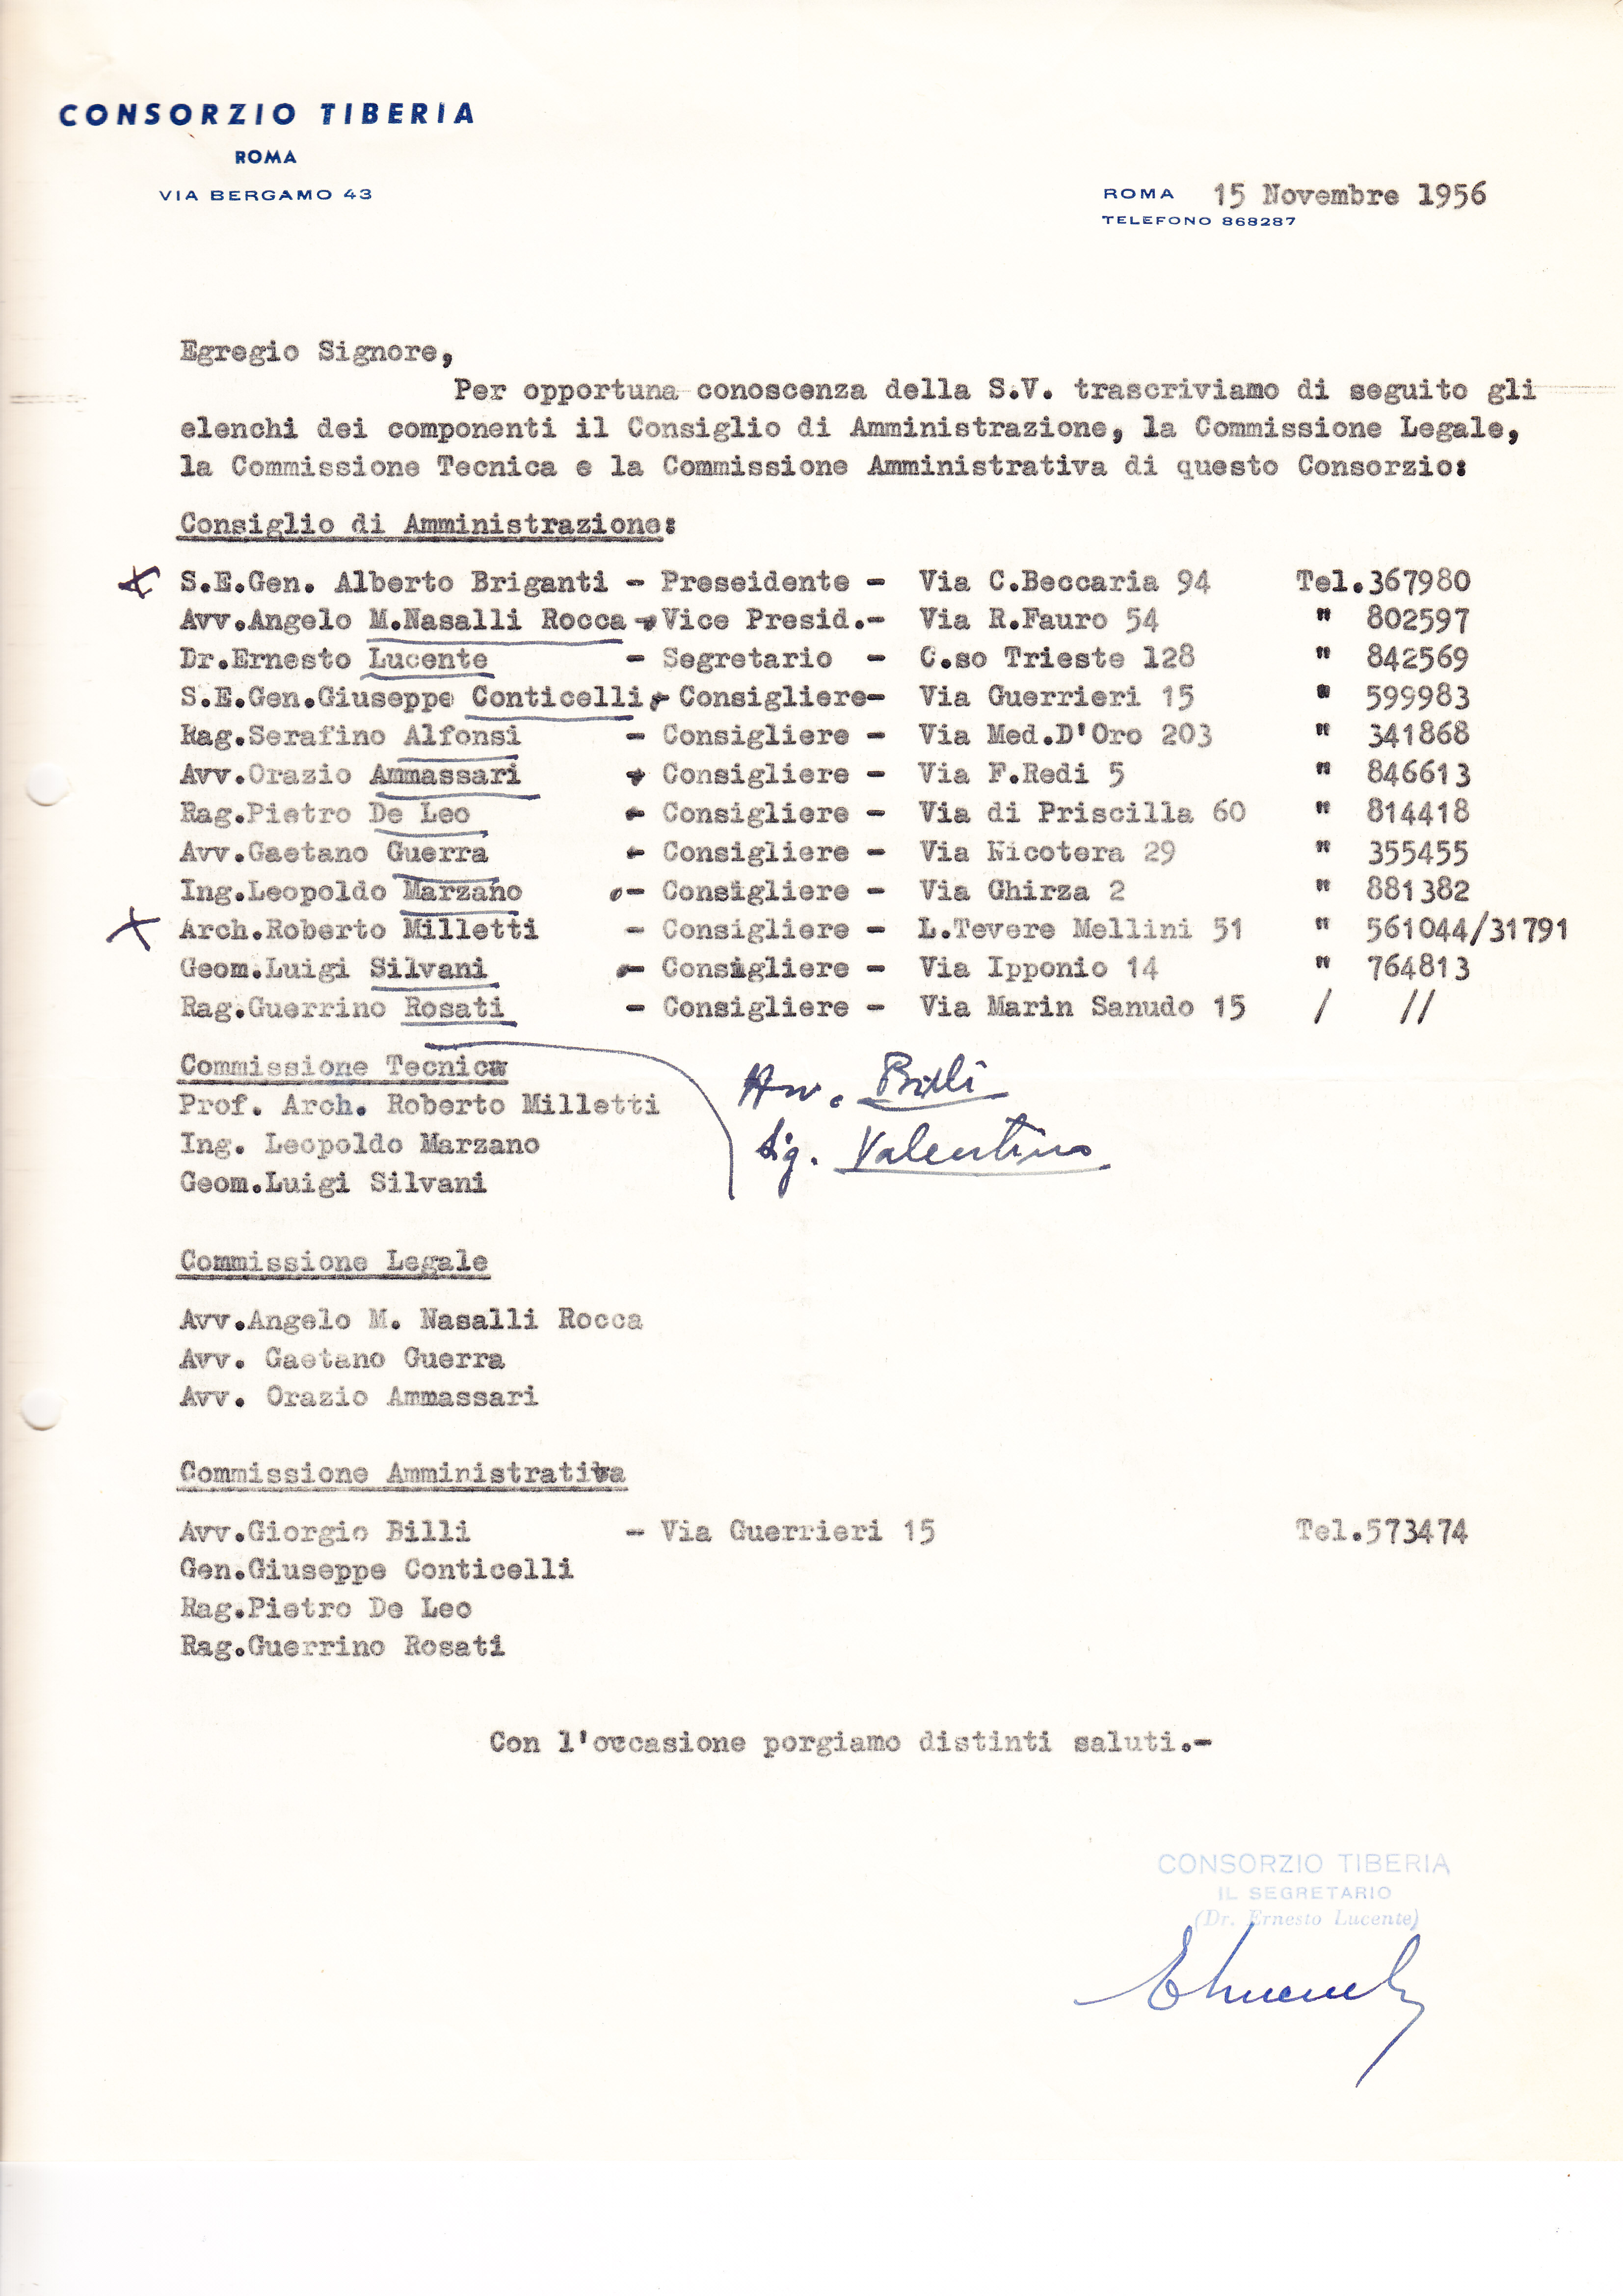 CONSORZIO TIBERIA
ROMA
VIA BERGAMO 43
ROMA 15 Novembre 1956
TELEFONO 868287
Egregio Signore,
Per opportuna conoscenza della S.V. trascriviamo di seguito gli
elenchi dei componenti il Consiglio di Amministrazione, la Commissione Legale,
la Commissione Tecnica e la Commissione Amministrativa di questo Consorzio:
Consiglio di Amministrazione:
S.E.Gen. Alberto Briganti - Preseidente - Via C.Beccaria 94 Tel.367980
Avv.Angelo M.Nasalli Rocca - Vice Presid.- Via R.Fauro 54 " 802597
Dr.Ernesto Lucente - Segretario - C.so Trieste 128 " 842569
S.E.Gen.Giuseppe Conticelli - Consigliere- Via Guerrieri 15 " 599983
Rag.Serafino Alfonsi - Consigliere - Via Med.D'Oro 203 " 341868
Avv.Orazio Ammassari - Consigliere - Via F.Redi 5 " 846613
Rag.Pietro De Leo - Consigliere - Via di Priscilla 60 " 814418
Avv.Gaetano Guerra - Consigliere - Via Nicotera 29 " 355455
Ing.Leopoldo Marzano - Consigliere - Via Ghirza 2 " 881382
Arch.Roberto Milletti - Consigliere - L.Tevere Mellini 51 " 561044/31791
Geom.Luigi Silvani - Consigliere - Via Ipponio 14 " 764813
Rag.Guerrino Rosati - Consigliere - Via Marin Sanudo 15 / //
Commissione Tecnica
Prof. Arch. Roberto Milletti
Ing. Leopoldo Marzano
Geom.Luigi Silvani
Avv. Billi
Sig. Valentino
Commissione Legale
Avv.Angelo M. Nasalli Rocca
Avv. Gaetano Guerra
Avv. Orazio Ammassari
Commissione Amministrativa
Avv.Giorgio Billi - Via Guerrieri 15 Tel.573474
Gen.Giuseppe Conticelli
Rag.Pietro De Leo
Rag.Guerrino Rosati
Con l'occasione porgiamo distinti saluti.-
CONSORZIO TIBERIA
IL SEGRETARIO
(Dr. Ernesto Lucente)